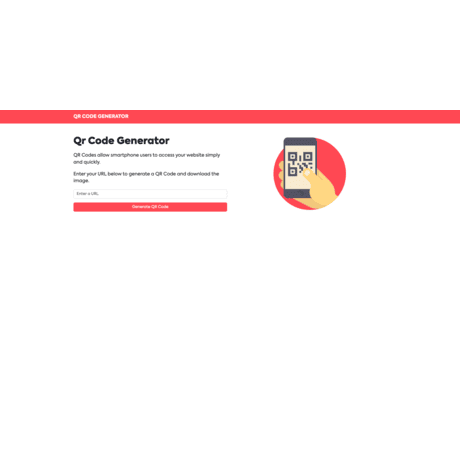 QR CODE GENERATOR
Qr Code Generator
QR Codes allow smartphone users to access your website simply
and quickly.
Enter your URL below to generate a QR Code and download the
image.
Enter a URL
Generate QR Code